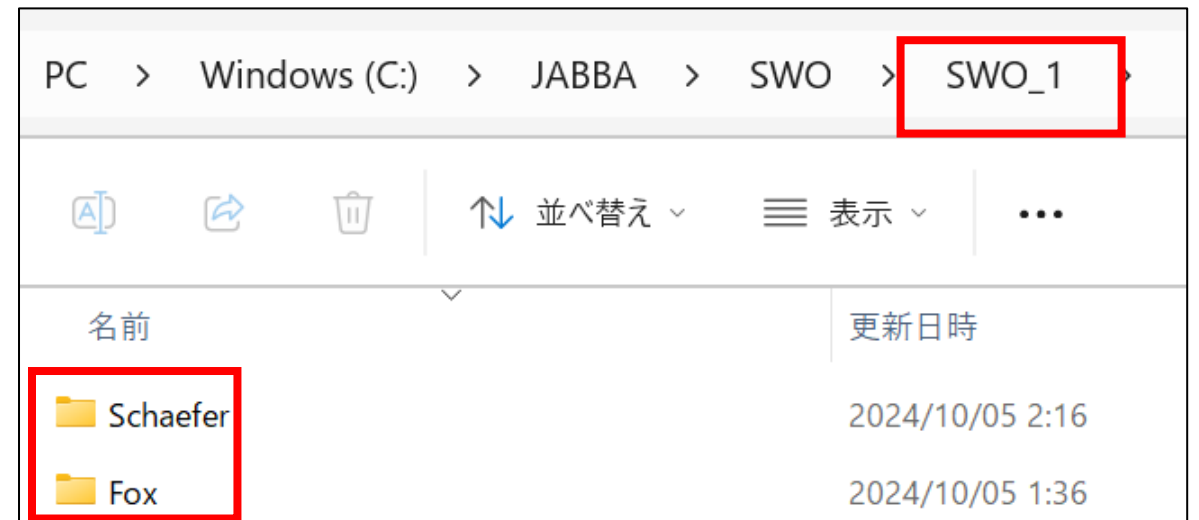 PC > Windows (C:) > JABBA > SWO > SWO_1 >
A 並べ替え 表示 •••
名前 更新日時
Schaefer 2024/10/05 2:16
Fox 2024/10/05 1:36